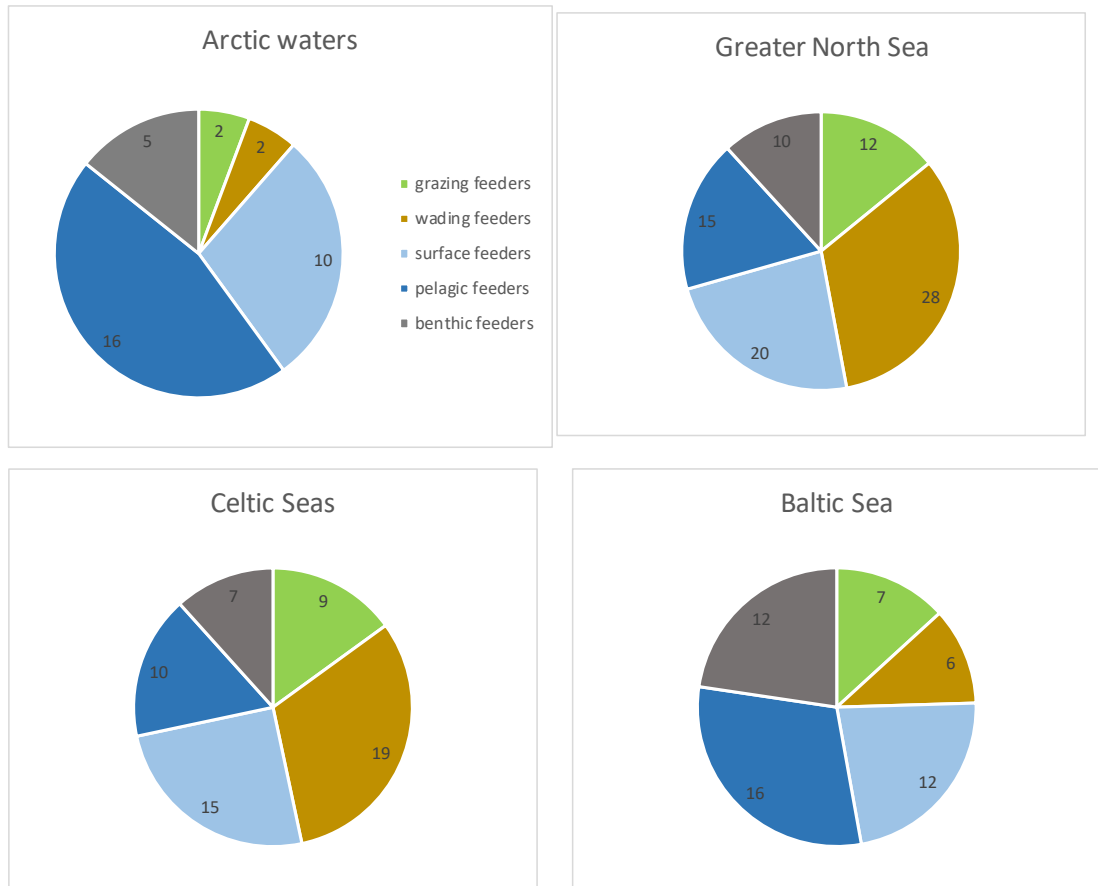 Arctic waters
2
2
10
16
5
grazing feeders
wading feeders
surface feeders
pelagic feeders
benthic feeders
Greater North Sea
12
28
20
15
10
Celtic Seas
9
19
15
10
7
Baltic Sea
7
6
12
16
12